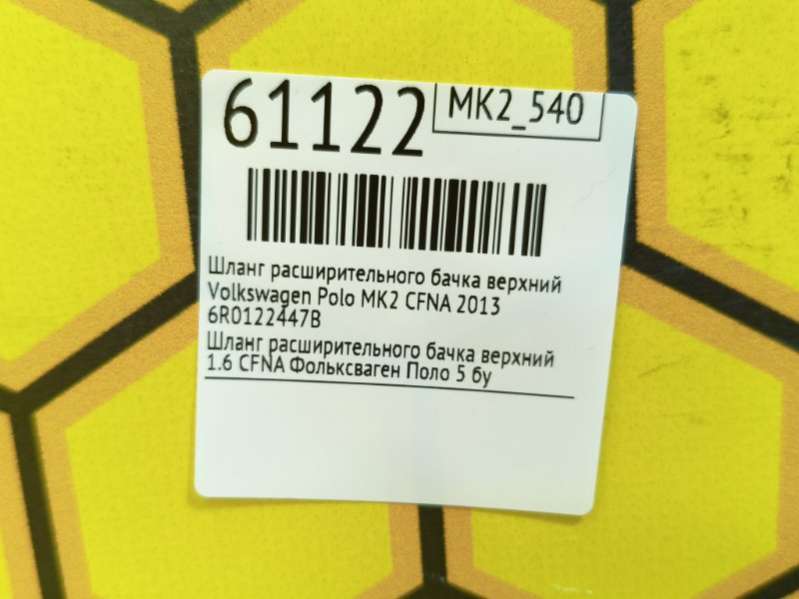 61122
MK2_540
Шланг расширительного бачка верхний
Volkswagen Polo MK2 CFNA 2013
6R0122447B
Шланг расширительного бачка верхний
1.6 CFNA Фольксваген Поло 5 бу